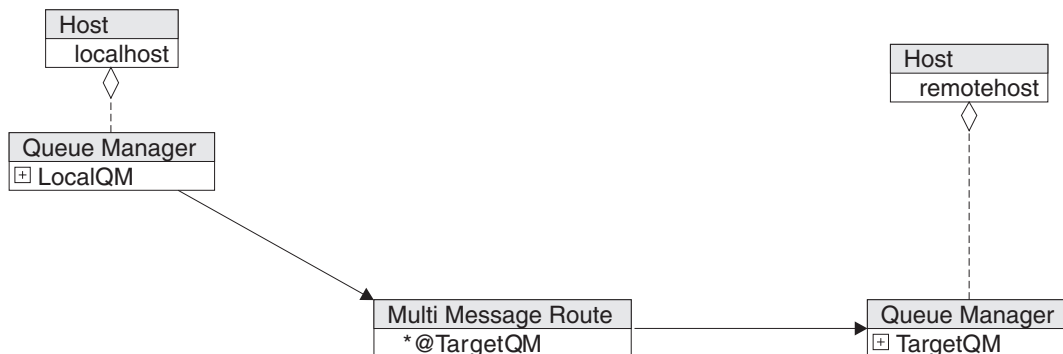 Host
localhost
Host
remotehost
Queue Manager
+ LocalQM
Multi Message Route
*@TargetQM
Queue Manager
+ TargetQM